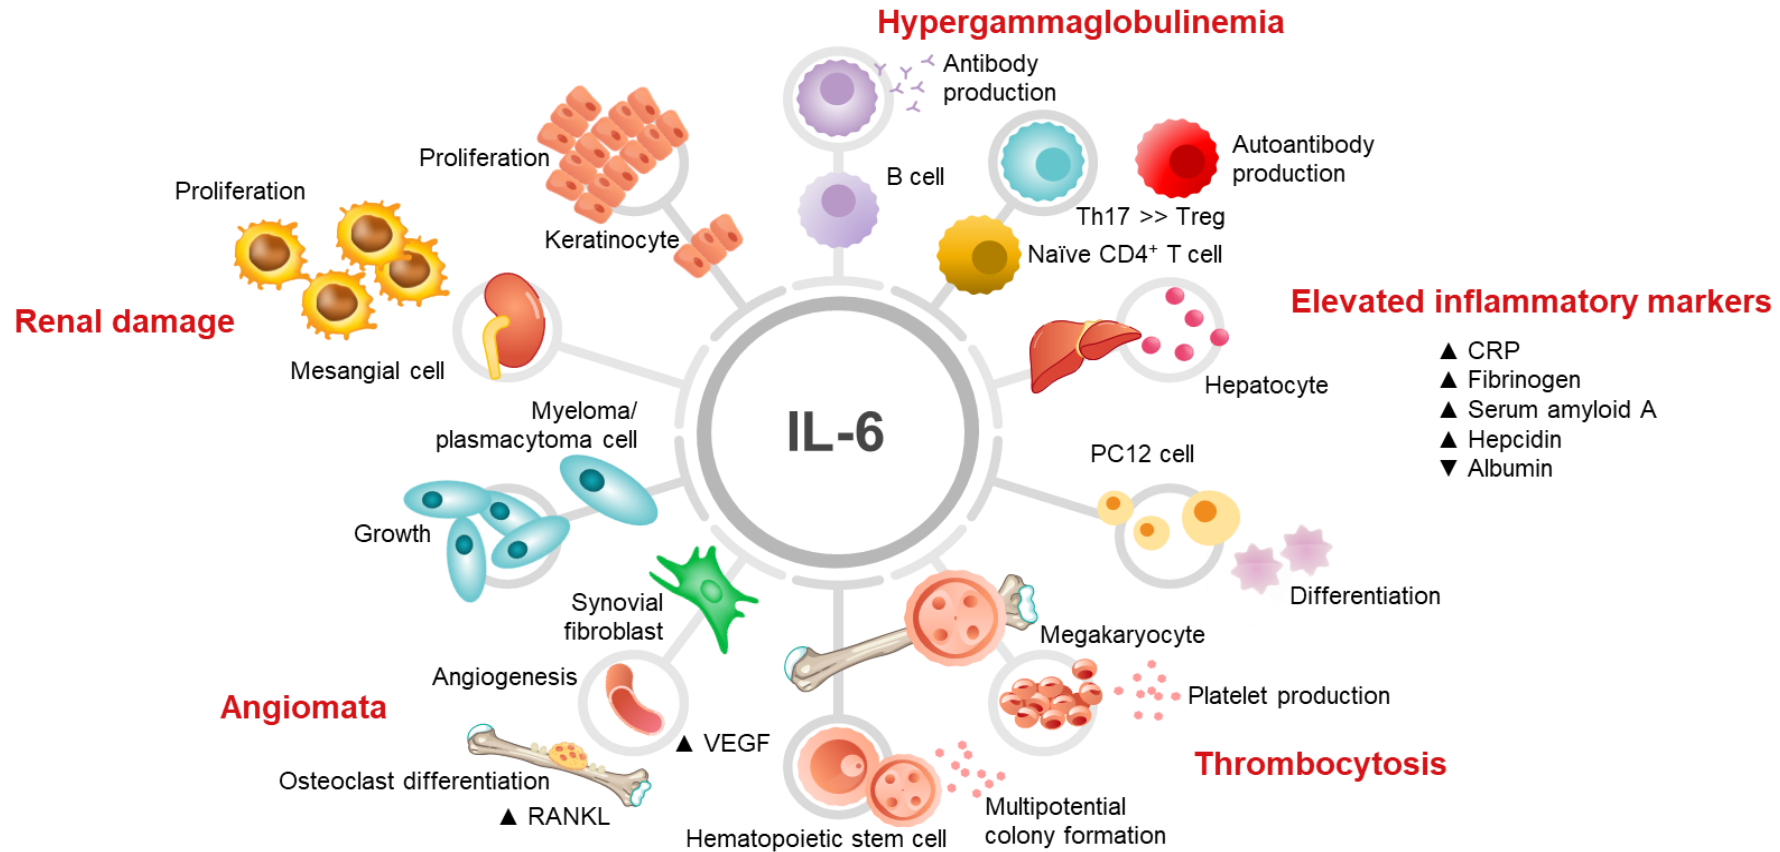 Hypergammaglobulinemia
Antibody
production
B cell
Autoantibody
production
Th17 >> Treg
Naïve CD4⁺ T cell
Elevated inflammatory markers
▲ CRP
▲ Fibrinogen
▲ Serum amyloid A
▲ Hepcidin
▼ Albumin
Hepatocyte
PC12 cell
Differentiation
Megakaryocyte
Platelet production
Thrombocytosis
Multipotential
colony formation
Hematopoietic stem cell
Synovial
fibroblast
Angiogenesis
▲ VEGF
Angiomata
Osteoclast differentiation
▲ RANKL
Myeloma/
plasmacytoma cell
Growth
Proliferation
Mesangial cell
Renal damage
Proliferation
Keratinocyte
IL-6